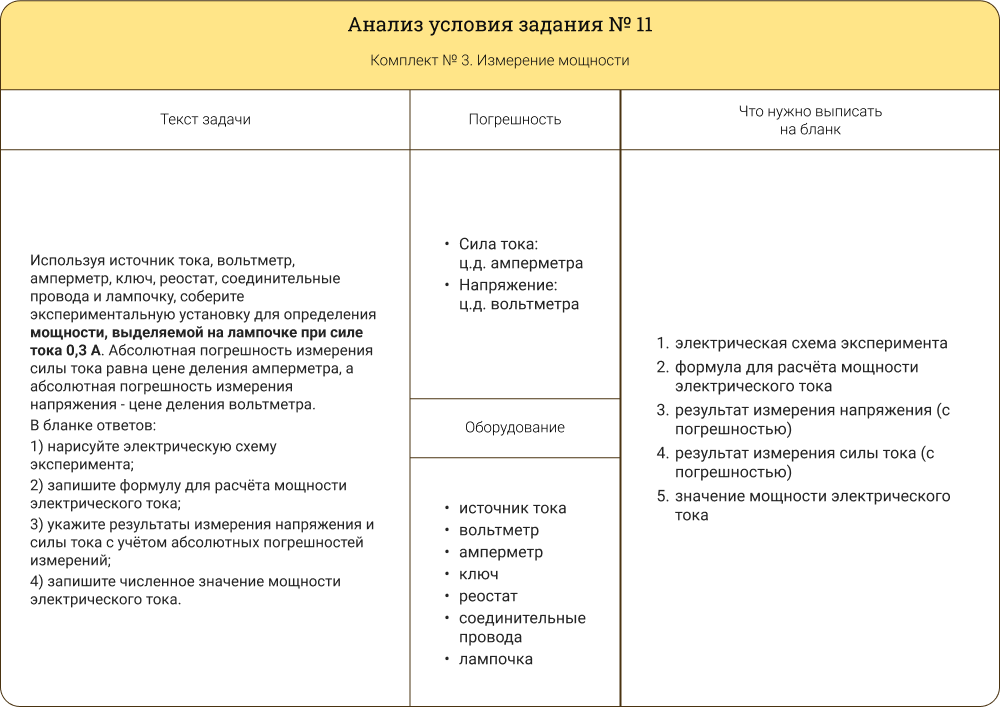 Анализ условия задания № 11
Комплект № 3. Измерение мощности
Текст задачи
Погрешность
Что нужно выписать
на бланк
Используя источник тока, вольтметр,
амперметр, ключ, реостат, соединительные
провода и лампочку, соберите
экспериментальную установку для определения
мощности, выделяемой на лампочке при силе
тока 0,3 А. Абсолютная погрешность измерения
силы тока равна цене деления амперметра, а
абсолютная погрешность измерения
напряжения - цене деления вольтметра.
В бланке ответов:
1) нарисуйте электрическую схему
эксперимента;
2) запишите формулу для расчёта мощности
электрического тока;
3) укажите результаты измерения напряжения и
силы тока с учётом абсолютных погрешностей
измерений;
4) запишите численное значение мощности
электрического тока.
• Сила тока:
ц.д. амперметра
• Напряжение:
ц.д. вольтметра
Оборудование
• источник тока
• вольтметр
• амперметр
• ключ
• реостат
• соединительные
провода
• лампочка
1. электрическая схема эксперимента
2. формула для расчёта мощности
электрического тока
3. результат измерения напряжения (с
погрешностью)
4. результат измерения силы тока (с
погрешностью)
5. значение мощности электрического
тока